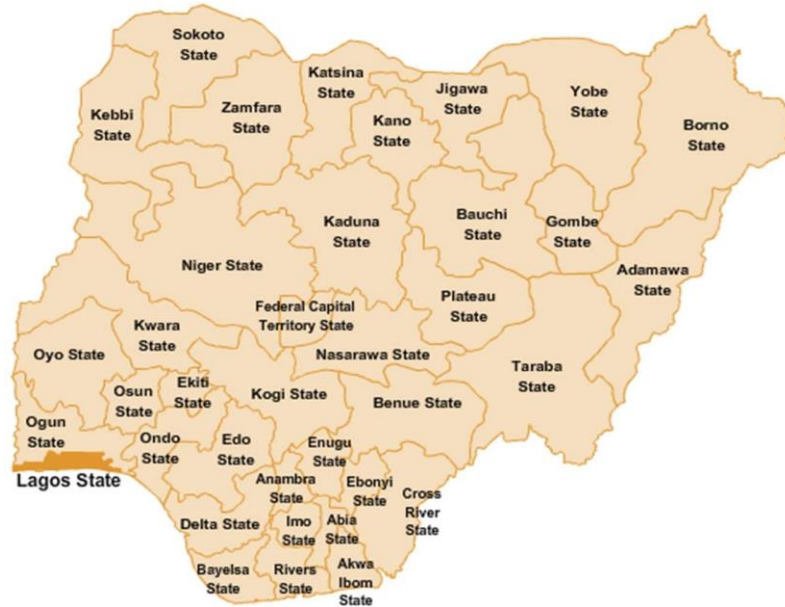 Sokoto
State
Katsina
State
Jigawa
State
Yobe
State
Kebbi
State
Zamfara
State
Kano
State
Borno
State
Kaduna
State
Bauchi
State
Gombe
State
Niger State
Adamawa
State
Plateau
State
Federal Capital
Territory State
Kwara
State
Oyo State
Nasarawa State
Taraba
State
Osun
State
Ekiti
State
Kogi State
Benue State
Ogun
State
Ondo
State
Edo
State
Enugu
State
Lagos State
Anambra
State
Ebonyi
State
Cross
River
State
Delta State
Imo
State
Abia
State
Bayelsa
State
Rivers
State
Akwa
Ibom
State